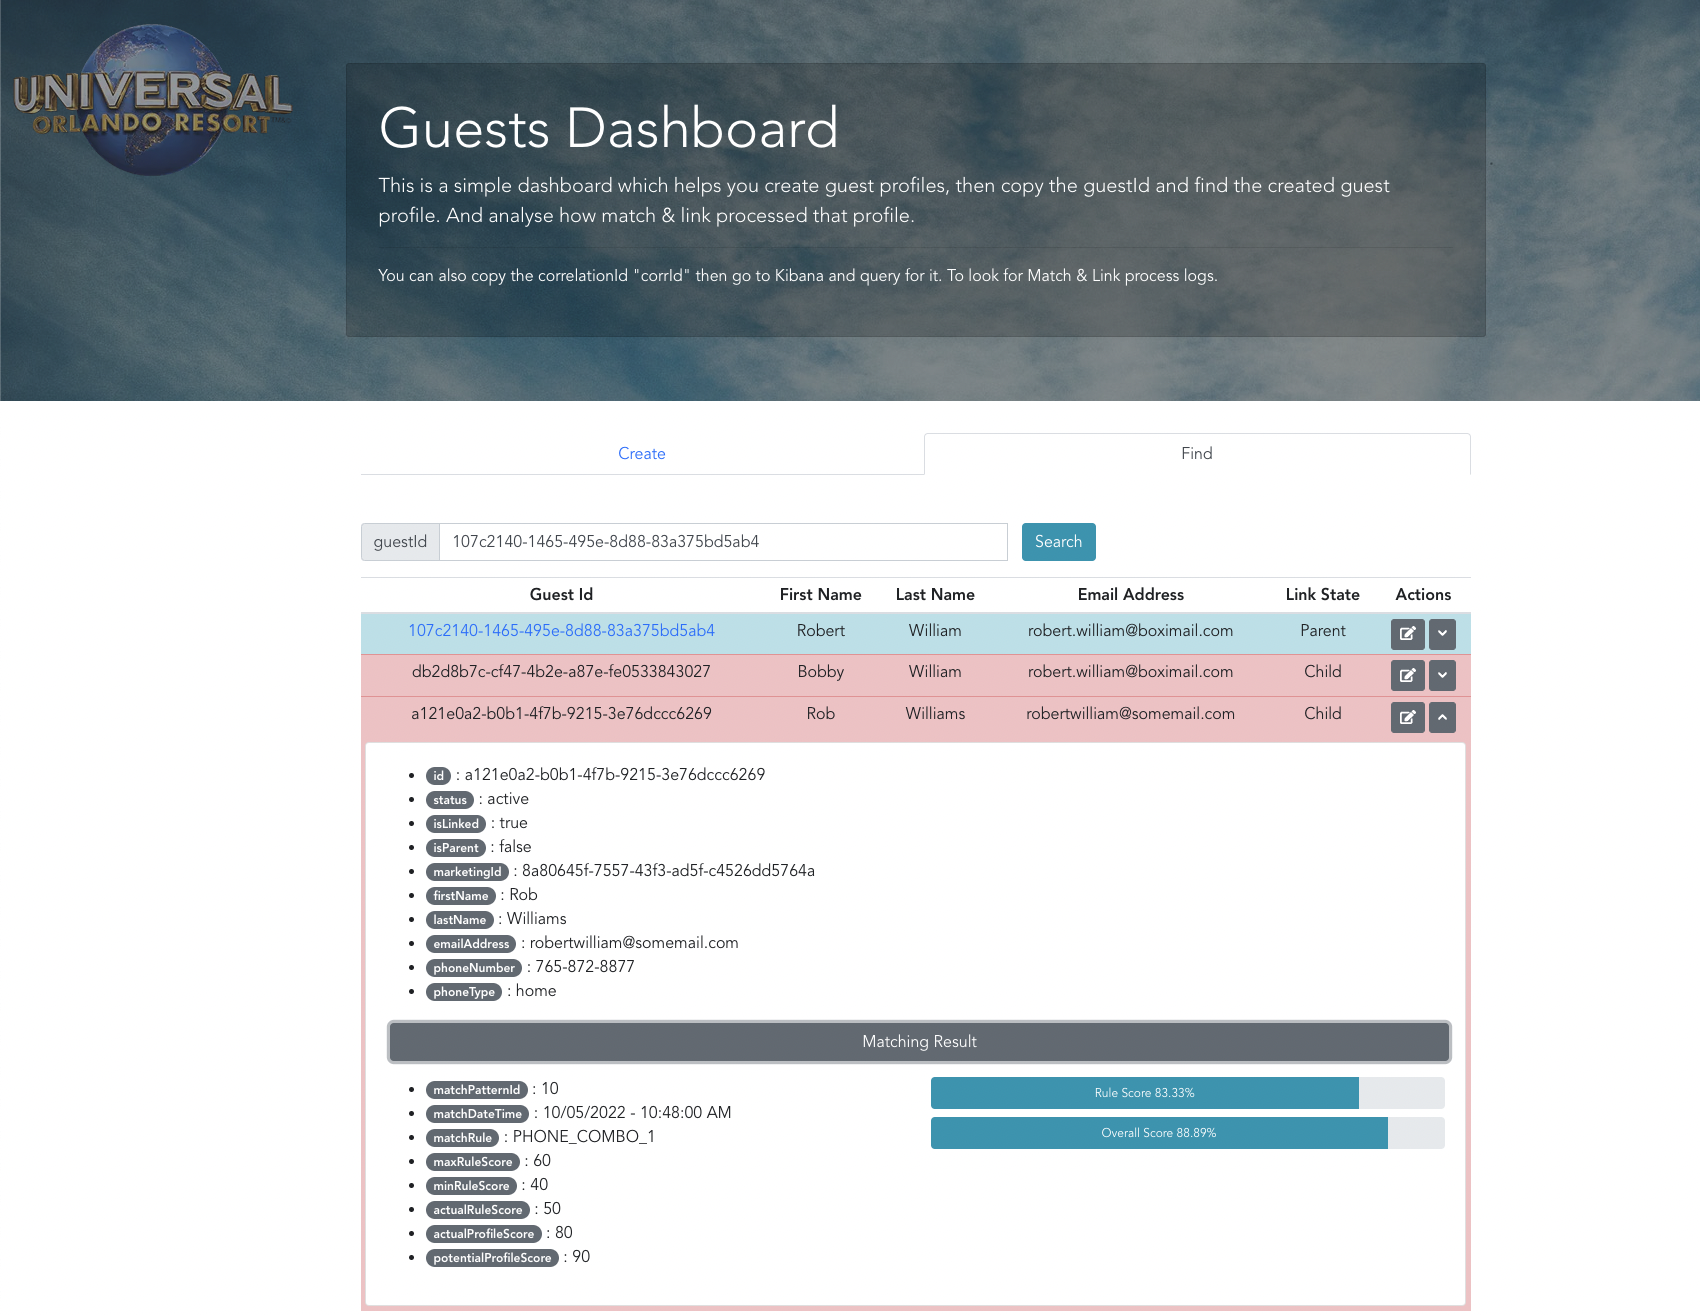 UNIVERSAL
ORLANDO RESORT
Guests Dashboard
This is a simple dashboard which helps you create guest profiles, then copy the guestId and find the created guest
profile. And analyse how match & link processed that profile.
You can also copy the correlationId "corrId" then go to Kibana and query for it. To look for Match & Link process logs.
Create Find
guestId 107c2140-1465-495e-8d88-83a375bd5ab4 Search
Guest Id First Name Last Name Email Address Link State Actions
107c2140-1465-495e-8d88-83a375bd5ab4 Robert William robert.william@boximail.com Parent
db2d8b7c-cf47-4b2e-a87e-fe0533843027 Bobby William robert.william@boximail.com Child
a121e0a2-b0b1-4f7b-9215-3e76dccc6269 Rob Williams robertwilliam@somemail.com Child
id : a121e0a2-b0b1-4f7b-9215-3e76dccc6269
status : active
isLinked : true
isParent : false
marketingId : 8a80645f-7557-43f3-ad5f-c4526dd5764a
firstName : Rob
lastName : Williams
emailAddress : robertwilliam@somemail.com
phoneNumber : 765-872-8877
phoneType : home
Matching Result
matchPatternId : 10
matchDateTime : 10/05/2022 - 10:48:00 AM
matchRule : PHONE_COMBO_1
maxRuleScore : 60
minRuleScore : 40
actualRuleScore : 50
actualProfileScore : 80
potentialProfileScore : 90
Rule Score 83.33%
Overall Score 88.89%